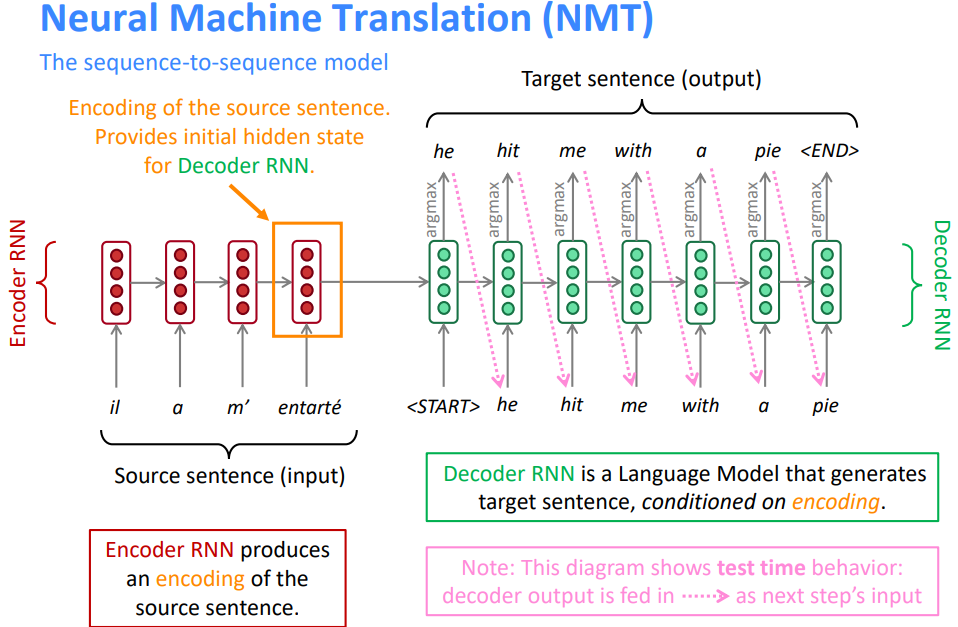 Neural Machine Translation (NMT)
The sequence-to-sequence model
Target sentence (output)
Encoding of the source sentence.
Provides initial hidden state
for Decoder RNN.
he hit me with a pie <END>
argmax argmax argmax argmax argmax argmax argmax
Encoder RNN
Decoder RNN
il a m’ entarté
<START> he hit me with a pie
Source sentence (input)
Decoder RNN is a Language Model that generates
target sentence, conditioned on encoding.
Encoder RNN produces
an encoding of the
source sentence.
Note: This diagram shows test time behavior:
decoder output is fed in as next step’s input